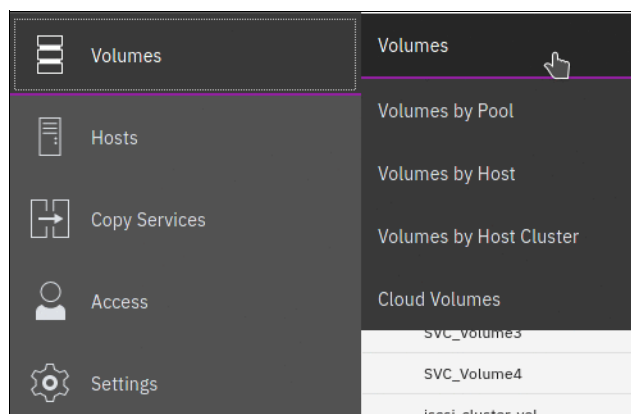 Volumes
Hosts
Copy Services
Access
Settings
Volumes
Volumes by Pool
Volumes by Host
Volumes by Host Cluster
Cloud Volumes
SVC_Volume3
SVC_Volume4
iscsi_cluster_vol